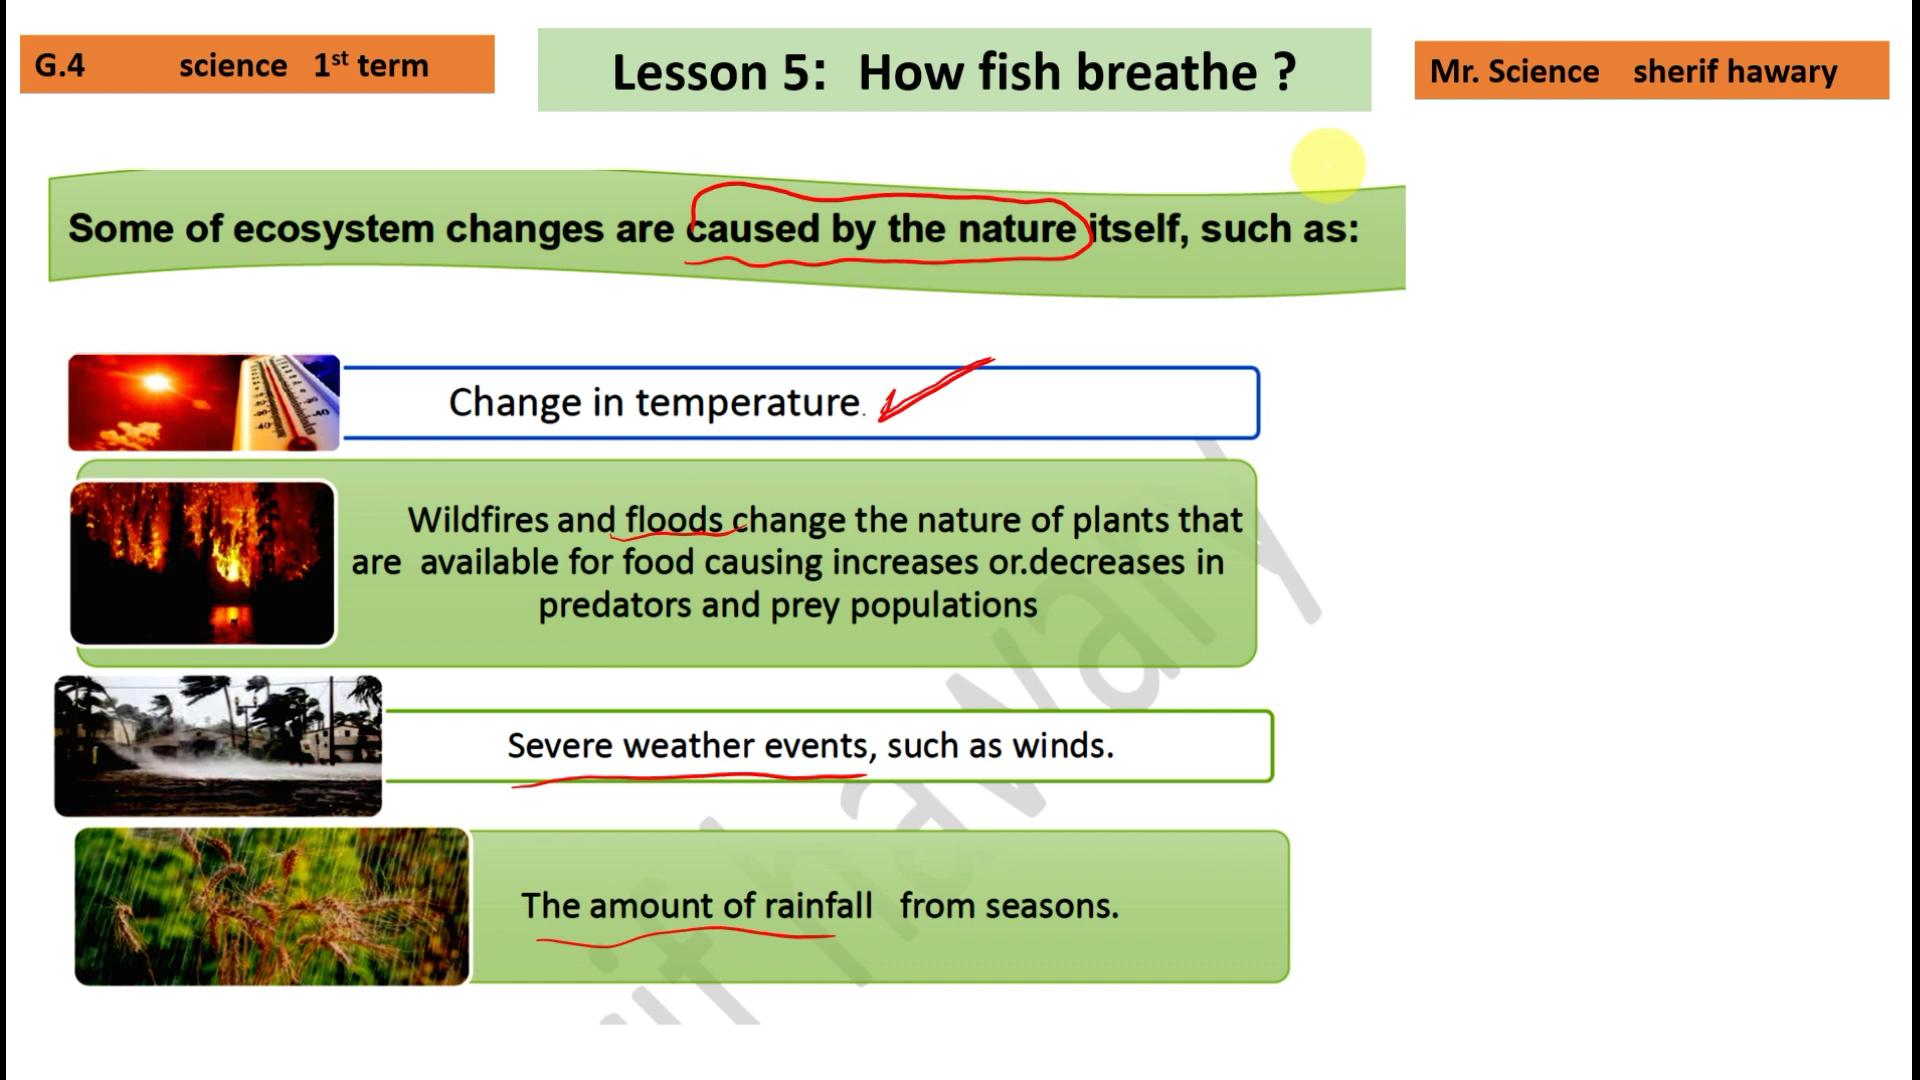 G.4 science 1st term
Lesson 5: How fish breathe ?
Mr. Science sherif hawary
Some of ecosystem changes are caused by the nature itself, such as:
Change in temperature.
Wildfires and floods change the nature of plants that
are available for food causing increases or.decreases in
predators and prey populations
Severe weather events, such as winds.
The amount of rainfall from seasons.
if hawary